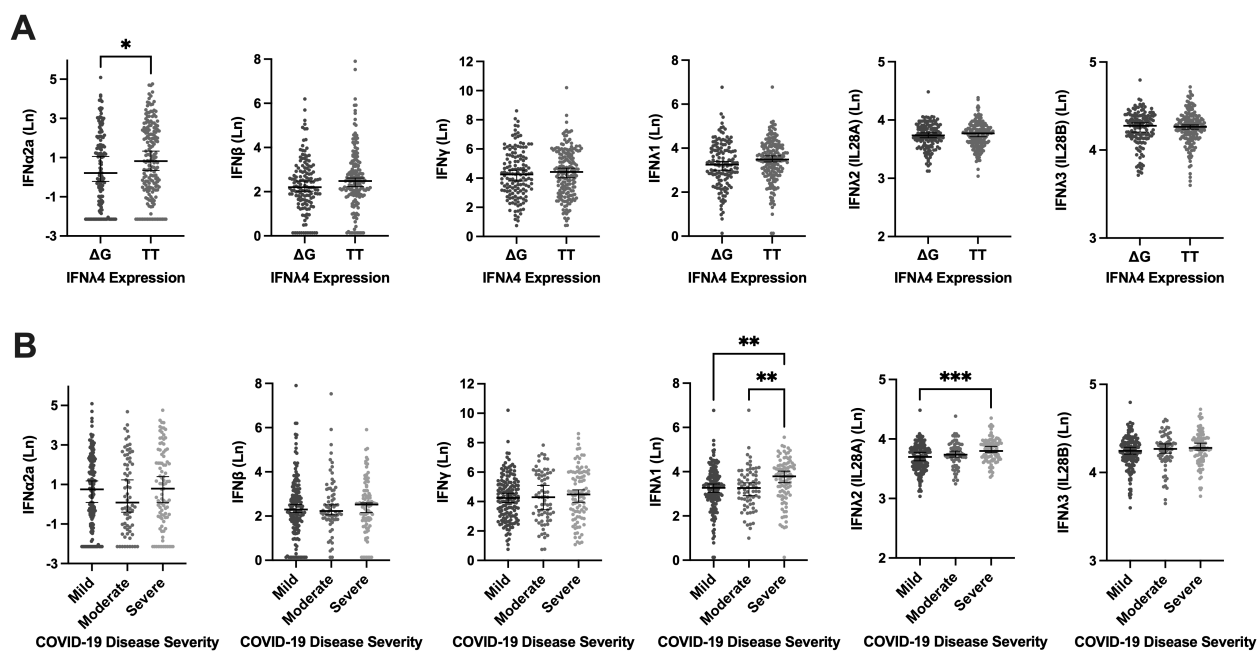 A
*
IFNα2a (Ln)
5
3
1
-1
-3
ΔG TT
IFNλ4 Expression
IFNβ (Ln)
8
6
4
2
0
ΔG TT
IFNλ4 Expression
IFNγ (Ln)
12
10
8
6
4
2
0
ΔG TT
IFNλ4 Expression
IFNλ1 (Ln)
8
6
4
2
0
ΔG TT
IFNλ4 Expression
IFNλ2 (IL28A) (Ln)
5
4
3
2
ΔG TT
IFNλ4 Expression
IFNλ3 (IL28B) (Ln)
5
4
3
ΔG TT
IFNλ4 Expression
B
IFNα2a (Ln)
5
3
1
-1
-3
Mild
Moderate
Severe
COVID-19 Disease Severity
IFNβ (Ln)
8
6
4
2
0
Mild
Moderate
Severe
COVID-19 Disease Severity
IFNγ (Ln)
12
10
8
6
4
2
0
Mild
Moderate
Severe
COVID-19 Disease Severity
**
**
IFNλ1 (Ln)
8
6
4
2
0
Mild
Moderate
Severe
COVID-19 Disease Severity
***
IFNλ2 (IL28A) (Ln)
5
4
3
2
Mild
Moderate
Severe
COVID-19 Disease Severity
IFNλ3 (IL28B) (Ln)
5
4
3
Mild
Moderate
Severe
COVID-19 Disease Severity